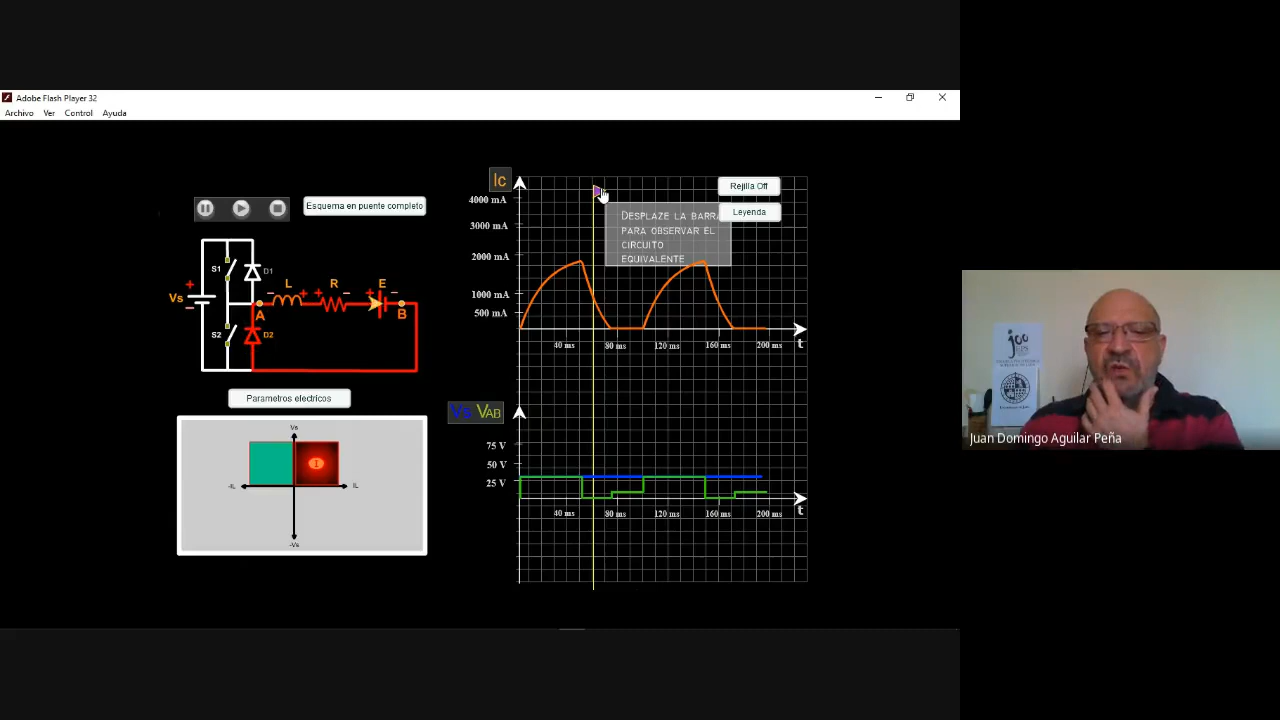 Adobe Flash Player 32
Archivo Ver Control Ayuda
Esquema en puente completo
S1
D1
L
R
E
Vs
A
B
S2
D2
Parametros electricos
Vs
I
-IL
IL
-Vs
Ic
4000 mA
3000 mA
2000 mA
1000 mA
500 mA
40 ms 80 ms 120 ms 160 ms 200 ms
t
Rejilla Off
Leyenda
DESPLAZE LA BARRA
PARA OBSERVAR EL
CIRCUITO
EQUIVALENTE
Vs VAB
75 V
50 V
25 V
40 ms 80 ms 120 ms 160 ms 200 ms
t
Juan Domingo Aguilar Peña